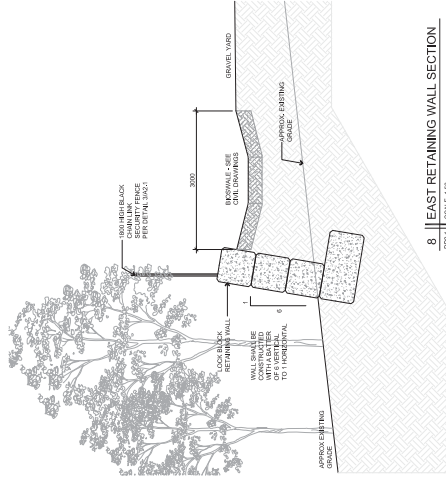 1800 HIGH BLACK
CHAIN LINK
SECURITY FENCE
PER DETAIL 3/A2.1
3000
GRAVEL YARD
BIOSWALE - SEE
CIVIL DRAWINGS
APPROX. EXISTING
GRADE
LOCK BLOCK
RETAINING WALL
1
6
WALL SHALL BE
CONSTRUCTED
WITH A BATTER
OF 6 VERTICAL
TO 1 HORIZONTAL
APPROX EXISTING
GRADE
8 EAST RETAINING WALL SECTION